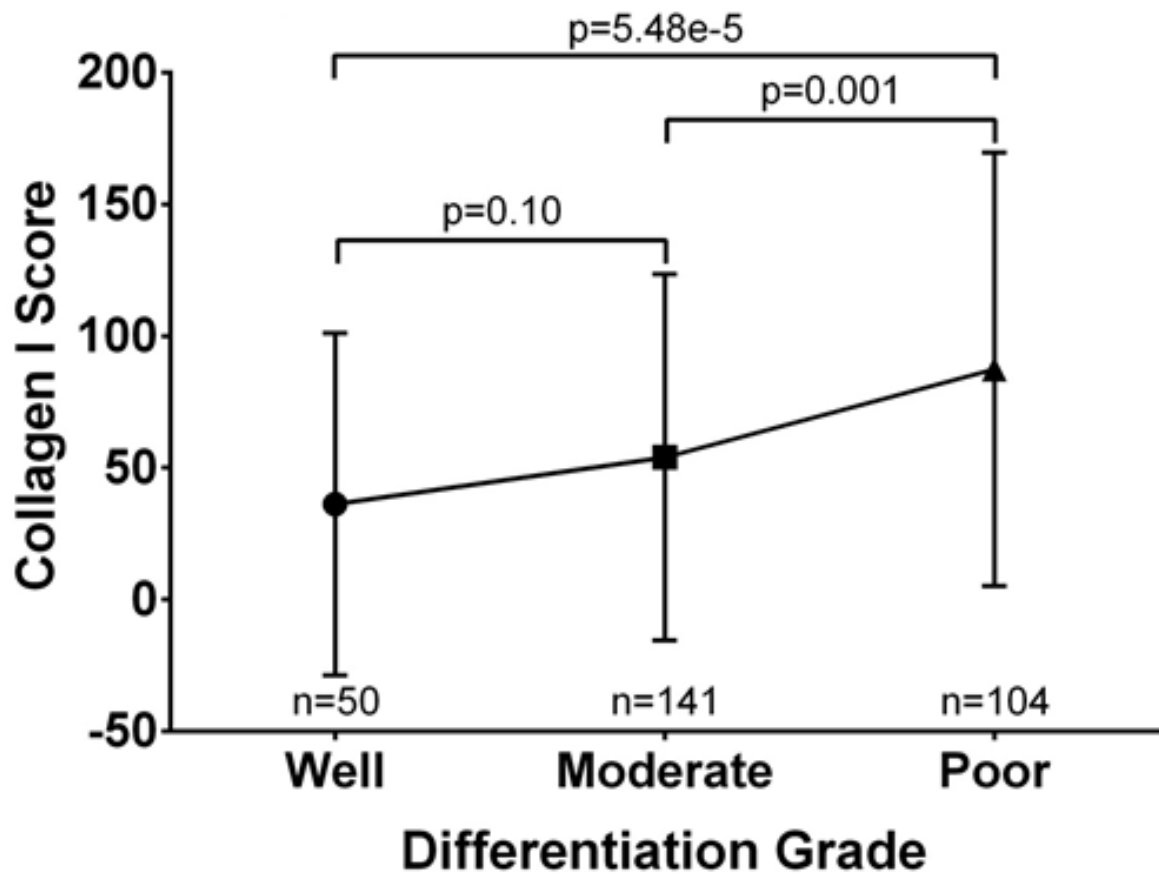 p=5.48e-5
p=0.001
p=0.10
Collagen I Score
200
150
100
50
0
-50
n=50 n=141 n=104
Well Moderate Poor
Differentiation Grade